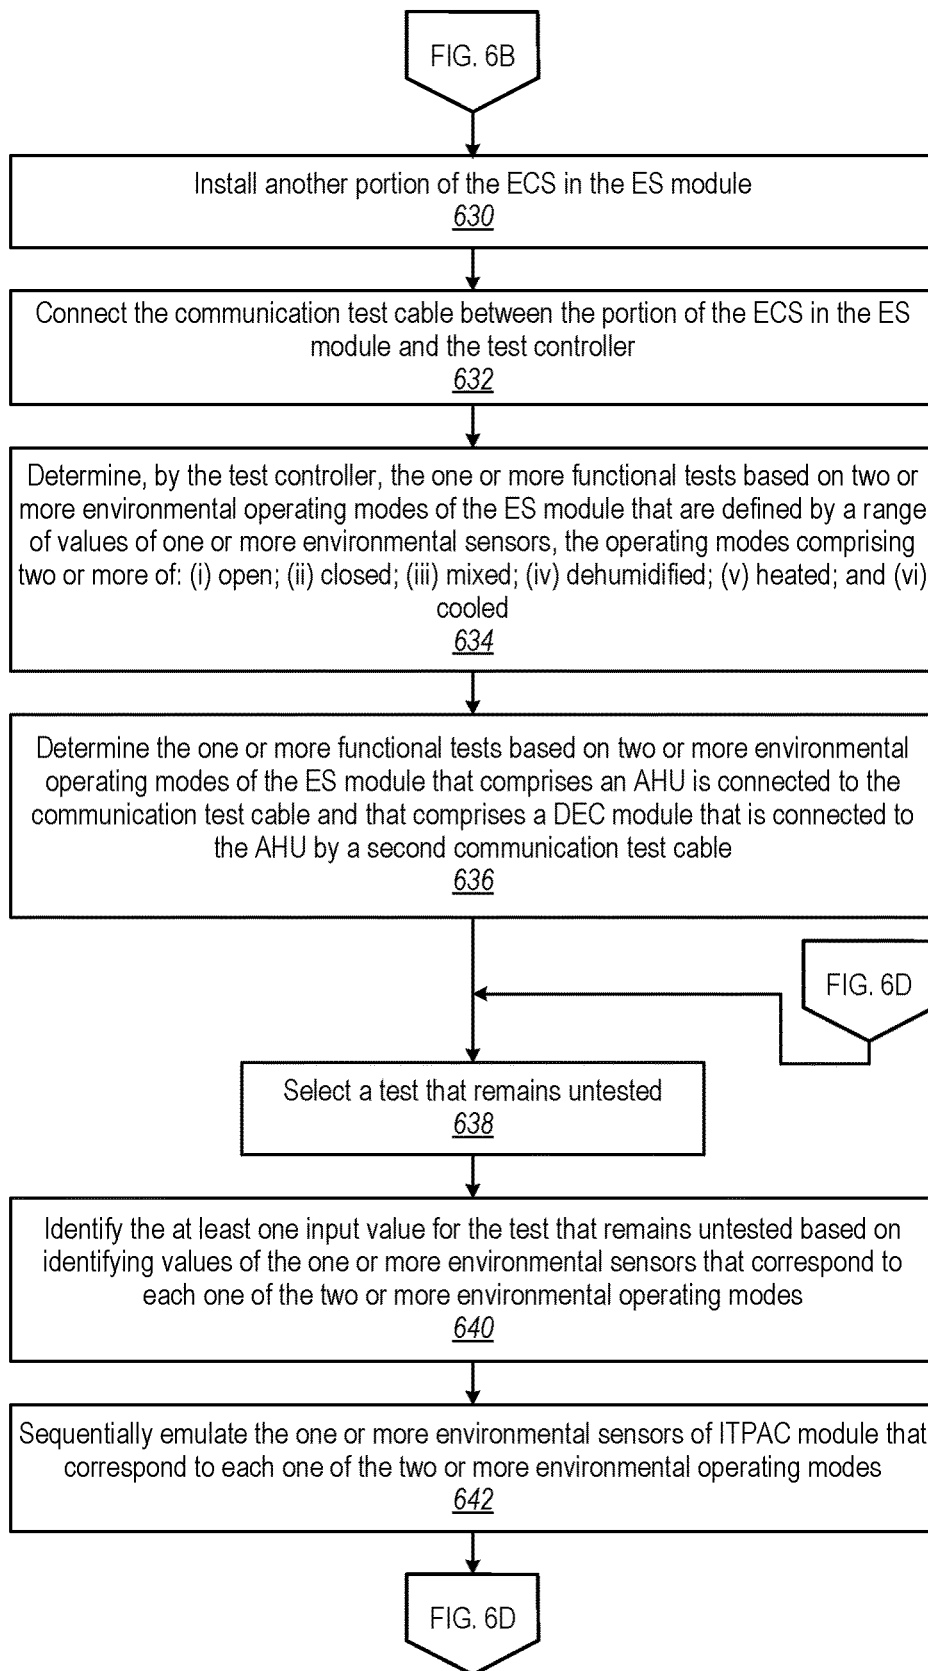 FIG. 6B
Install another portion of the ECS in the ES module
630
Connect the communication test cable between the portion of the ECS in the ES
module and the test controller
632
Determine, by the test controller, the one or more functional tests based on two or
more environmental operating modes of the ES module that are defined by a range
of values of one or more environmental sensors, the operating modes comprising
two or more of: (i) open; (ii) closed; (iii) mixed; (iv) dehumidified; (v) heated; and (vi)
cooled
634
Determine the one or more functional tests based on two or more environmental
operating modes of the ES module that comprises an AHU is connected to the
communication test cable and that comprises a DEC module that is connected to
the AHU by a second communication test cable
636
FIG. 6D
Select a test that remains untested
638
Identify the at least one input value for the test that remains untested based on
identifying values of the one or more environmental sensors that correspond to
each one of the two or more environmental operating modes
640
Sequentially emulate the one or more environmental sensors of ITPAC module that
correspond to each one of the two or more environmental operating modes
642
FIG. 6D